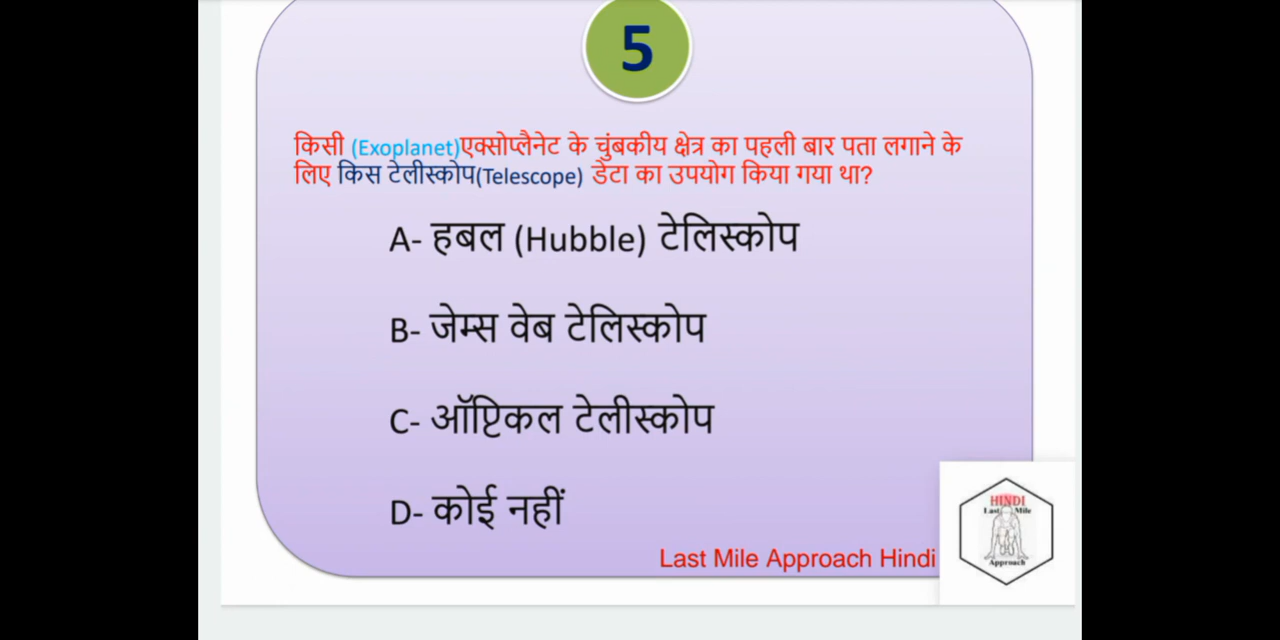 5
किसी (Exoplanet)एक्सोप्लैनेट के चुंबकीय क्षेत्र का पहली बार पता लगाने के
लिए किस टेलीस्कोप(Telescope) डेटा का उपयोग किया गया था?
A- हबल (Hubble) टेलिस्कोप
B- जेम्स वेब टेलिस्कोप
C- ऑप्टिकल टेलीस्कोप
D- कोई नहीं
Last Mile Approach Hindi
HINDI
Last Mile
Approach